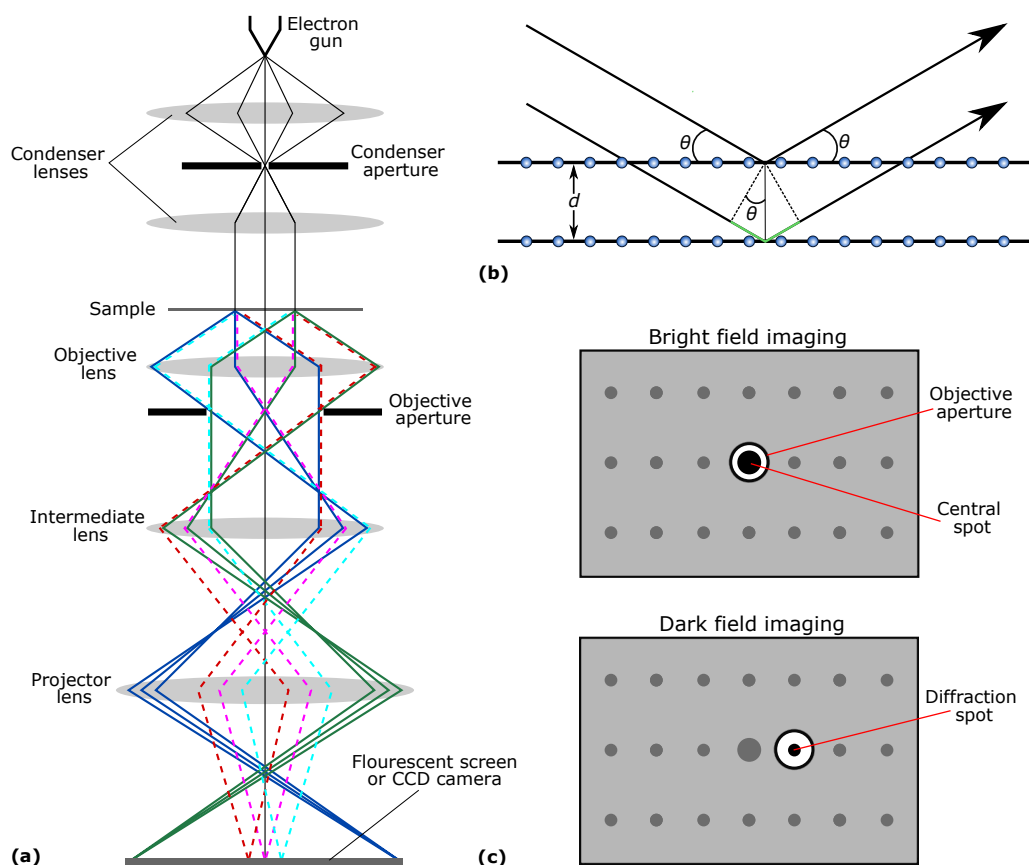 Electron
gun
Condenser
lenses
Condenser
aperture
Sample
Objective
lens
Objective
aperture
Intermediate
lens
Projector
lens
Flourescent screen
or CCD camera
(a)
θ
θ
d
θ
(b)
Bright field imaging
Objective
aperture
Central
spot
Dark field imaging
Diffraction
spot
(c)